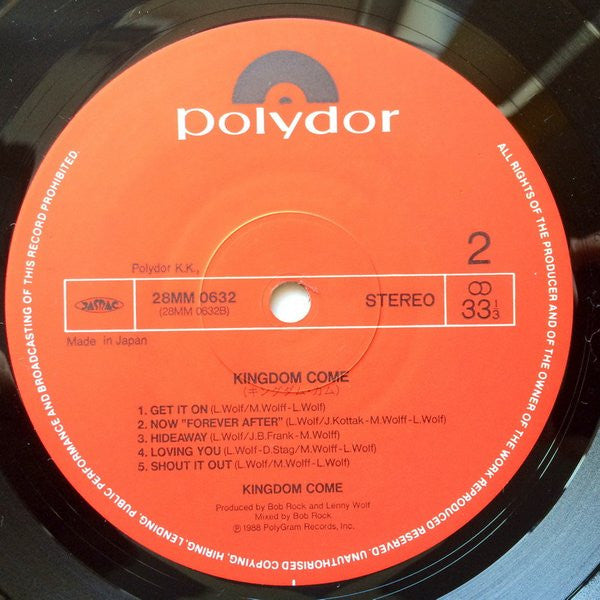 polydor
2
Polydor K.K.,
JASRAC
28MM 0632
(28MM 0632B)
STEREO
33 1/3
Made in Japan
KINGDOM COME
(キングダム・カム)
1. GET IT ON (L.Wolf/M.Wolff-L.Wolf)
2. NOW "FOREVER AFTER" (L.Wolf/J.Kottak-M.Wolff-L.Wolf)
3. HIDEAWAY (L.Wolf/J.B.Frank-M.Wolff)
4. LOVING YOU (L.Wolf-D.Stag/M.Wolff-L.Wolf)
5. SHOUT IT OUT (L.Wolf/M.Wolff-L.Wolf)
KINGDOM COME
Produced by Bob Rock and Lenny Wolf
Mixed by Bob Rock
℗ 1988 PolyGram Records, Inc.
ALL RIGHTS OF THE PRODUCER AND OF THE OWNER OF THE WORK REPRODUCED RESERVED. UNAUTHORISED COPYING, HIRING, LENDING, PUBLIC PERFORMANCE AND BROADCASTING OF THIS RECORD PROHIBITED.